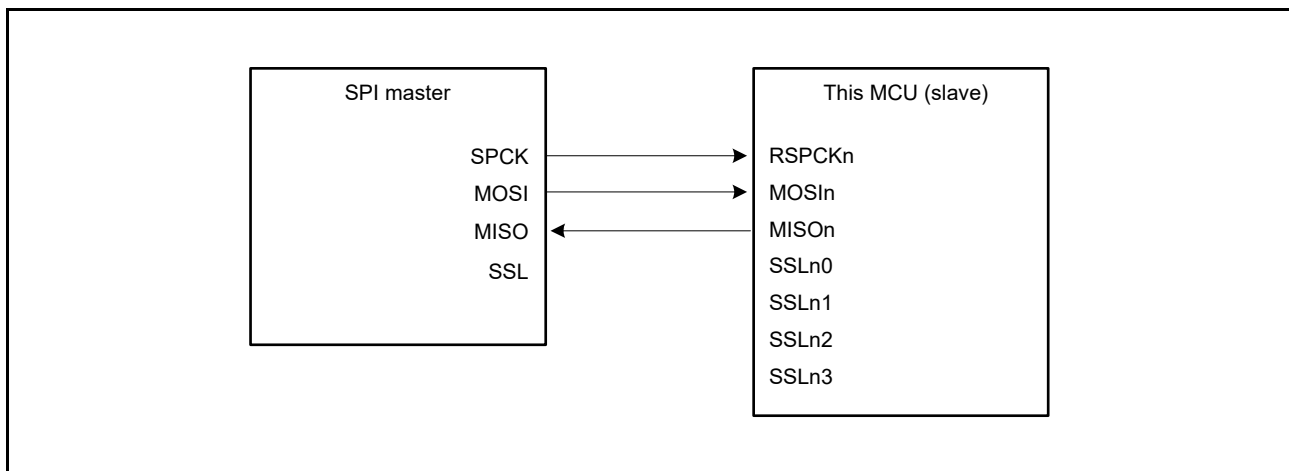 SPI master
SPCK
MOSI
MISO
SSL
This MCU (slave)
RSPCKn
MOSIn
MISOn
SSLn0
SSLn1
SSLn2
SSLn3